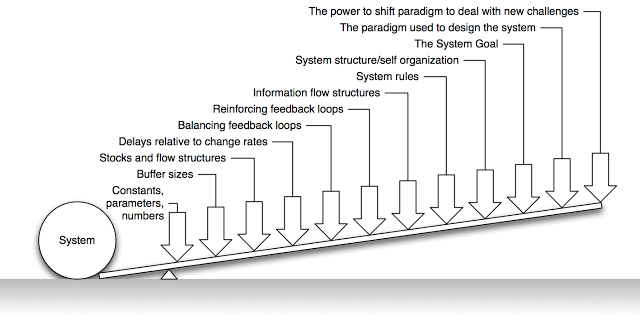 The power to shift paradigm to deal with new challenges
The paradigm used to design the system
The System Goal
System structure/self organization
System rules
Information flow structures
Reinforcing feedback loops
Balancing feedback loops
Delays relative to change rates
Stocks and flow structures
Buffer sizes
Constants,
parameters,
numbers
System